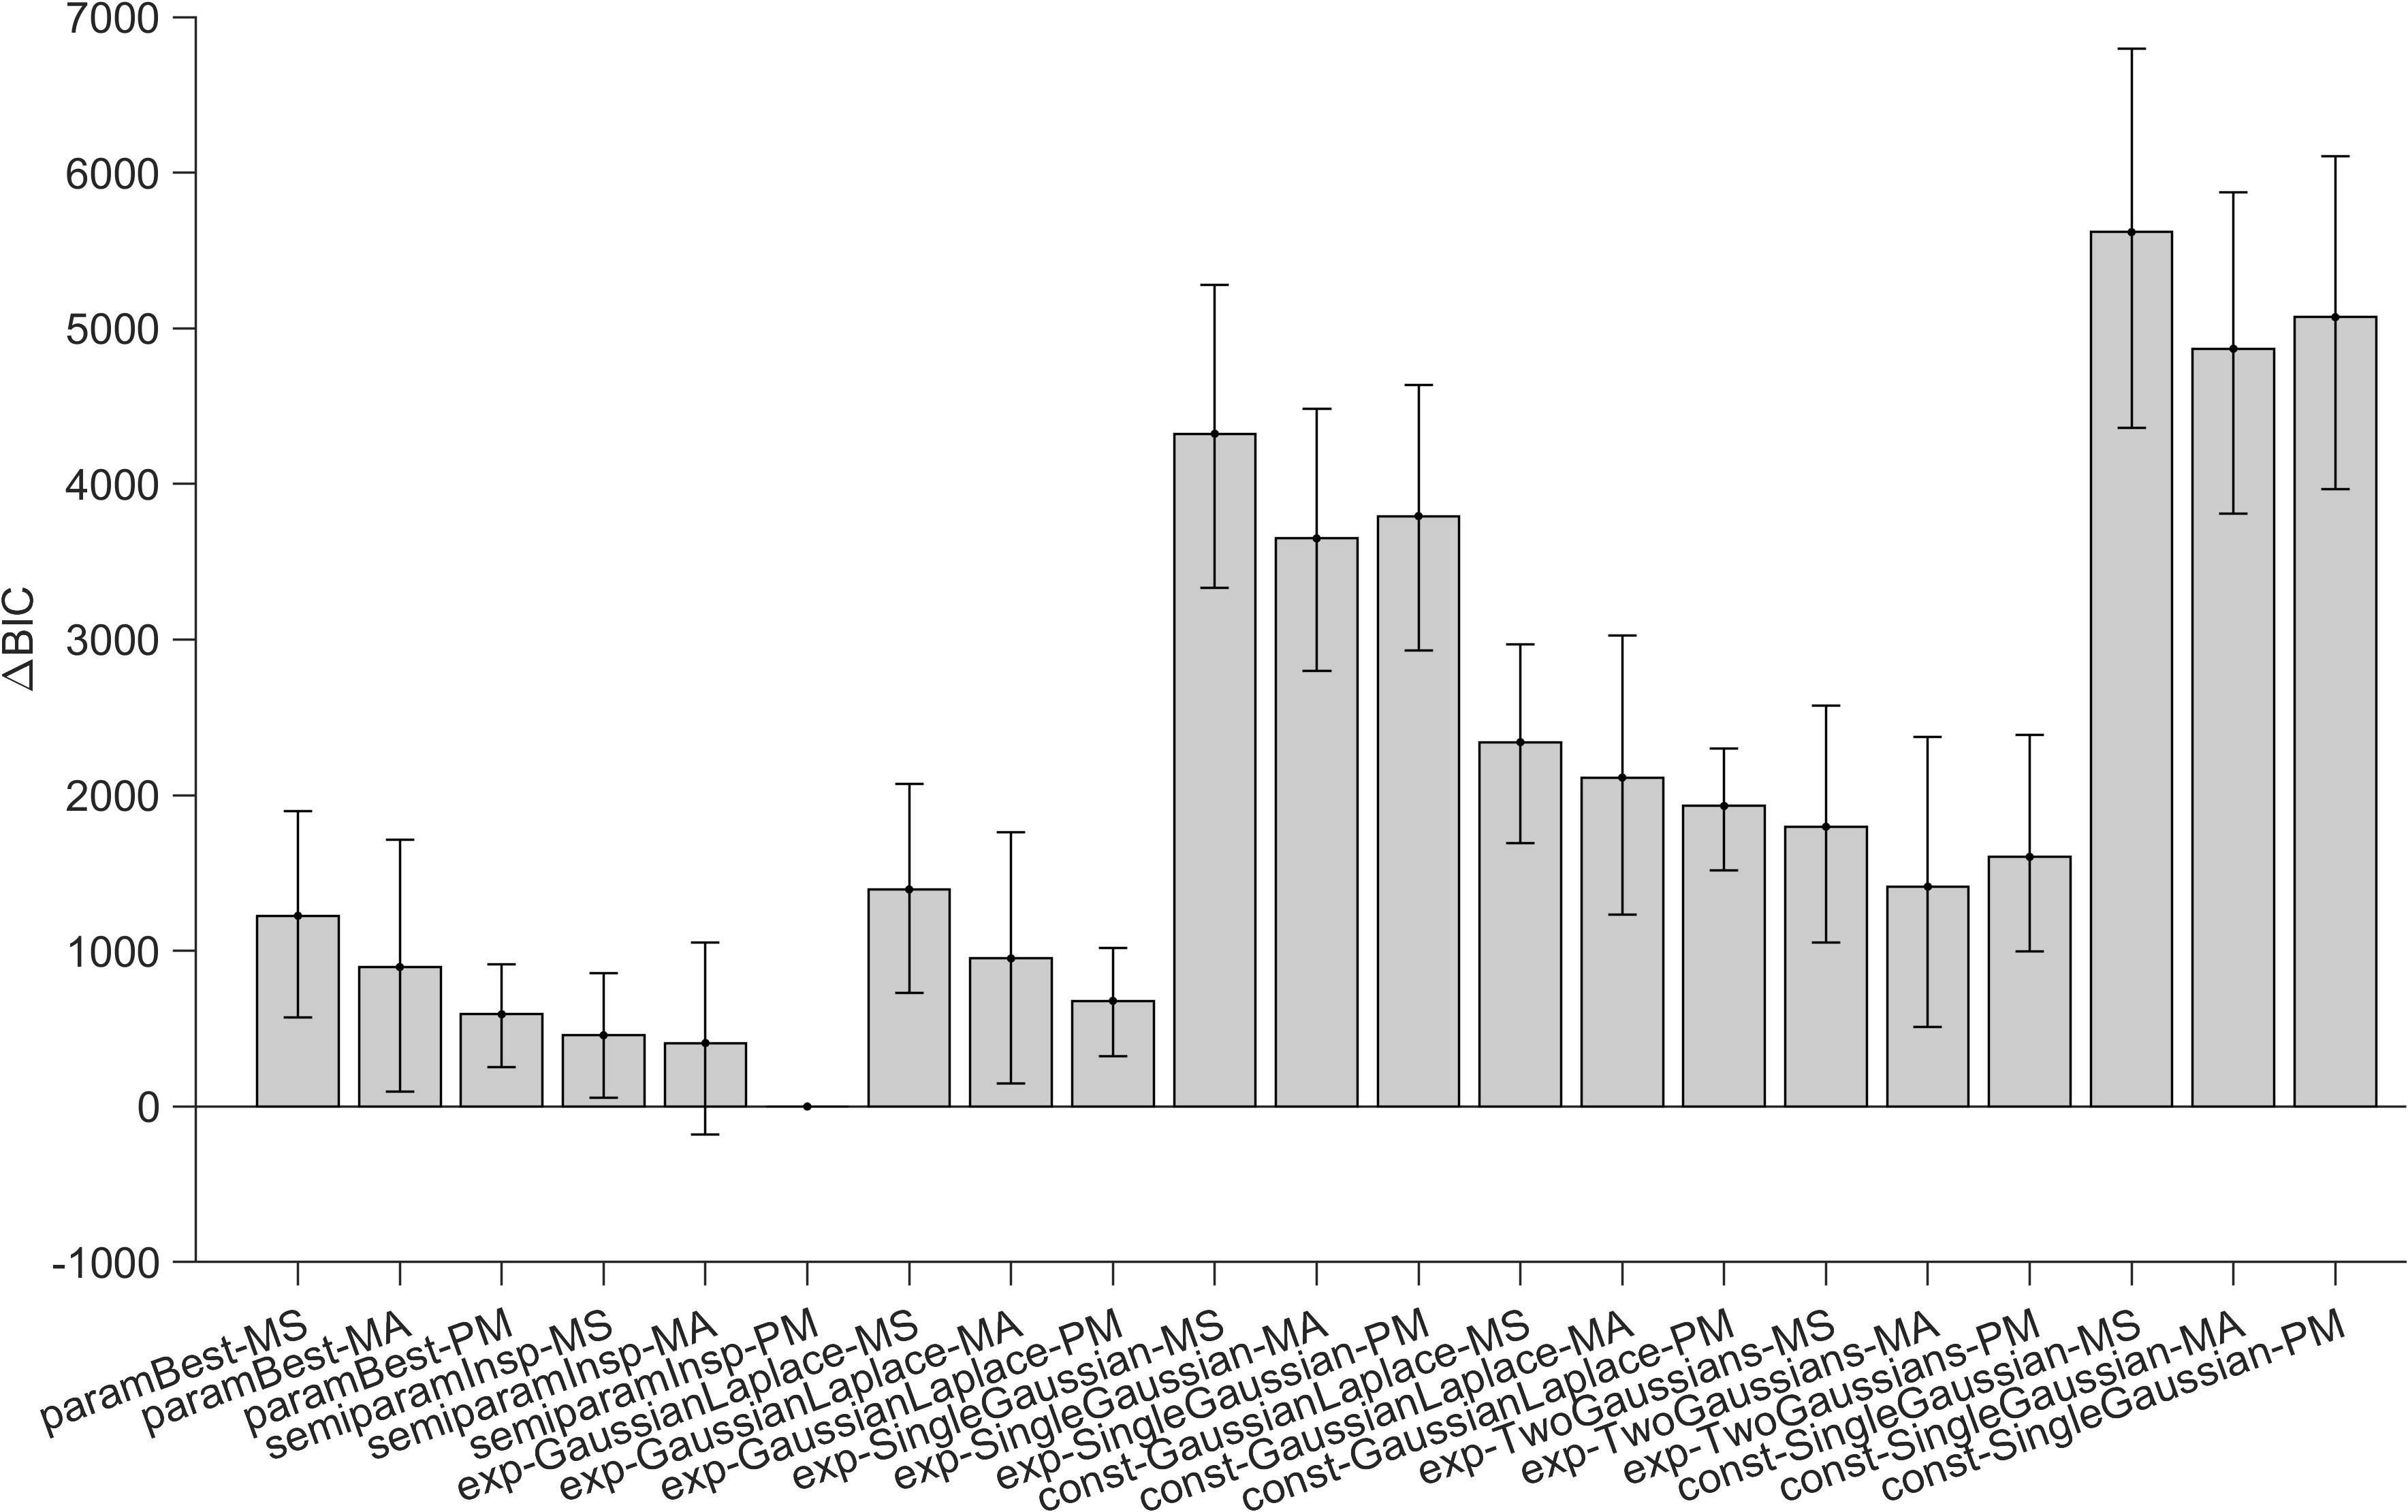 7000
6000
5000
4000
3000
2000
1000
0
-1000
ΔBIC
paramBest-MS
paramBest-MA
paramBest-PM
semiparamInsp-MS
semiparamInsp-MA
semiparamInsp-PM
exp-GaussianLaplace-MS
exp-GaussianLaplace-MA
exp-GaussianLaplace-PM
exp-SingleGaussian-MS
exp-SingleGaussian-MA
exp-SingleGaussian-PM
const-GaussianLaplace-MS
const-GaussianLaplace-MA
const-GaussianLaplace-PM
exp-TwoGaussians-MS
exp-TwoGaussians-MA
exp-TwoGaussians-PM
const-SingleGaussian-MS
const-SingleGaussian-MA
const-SingleGaussian-PM